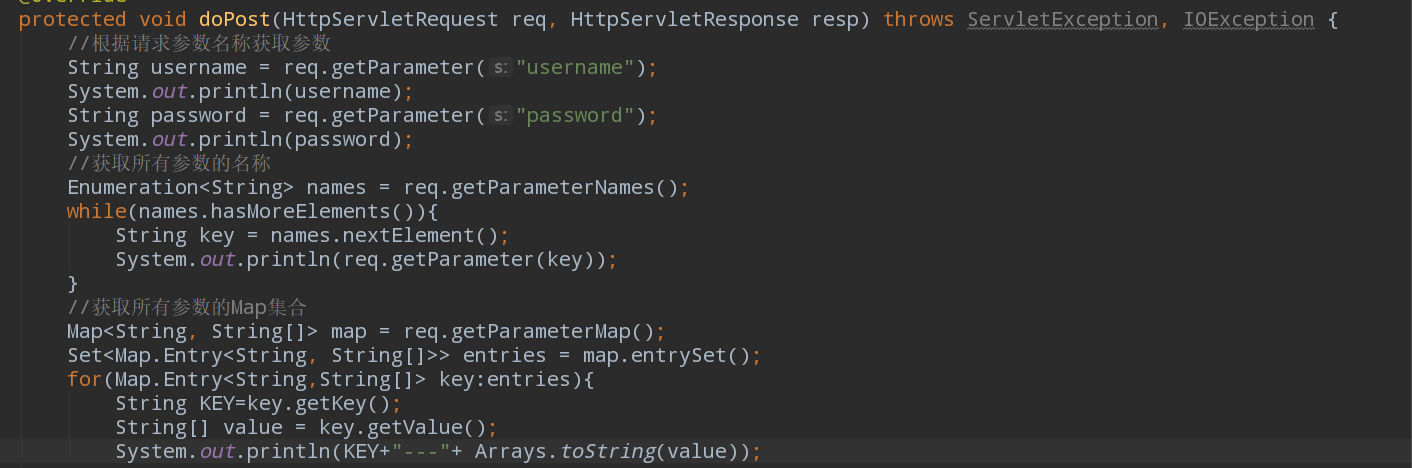 @Override
protected void doPost(HttpServletRequest req, HttpServletResponse resp) throws ServletException, IOException {
//根据请求参数名称获取参数
String username = req.getParameter( s: "username");
System.out.println(username);
String password = req.getParameter( s: "password");
System.out.println(password);
//获取所有参数的名称
Enumeration<String> names = req.getParameterNames();
while(names.hasMoreElements()){
String key = names.nextElement();
System.out.println(req.getParameter(key));
}
//获取所有参数的Map集合
Map<String, String[]> map = req.getParameterMap();
Set<Map.Entry<String, String[]>> entries = map.entrySet();
for(Map.Entry<String,String[]> key:entries){
String KEY=key.getKey();
String[] value = key.getValue();
System.out.println(KEY+"---"+ Arrays.toString(value));